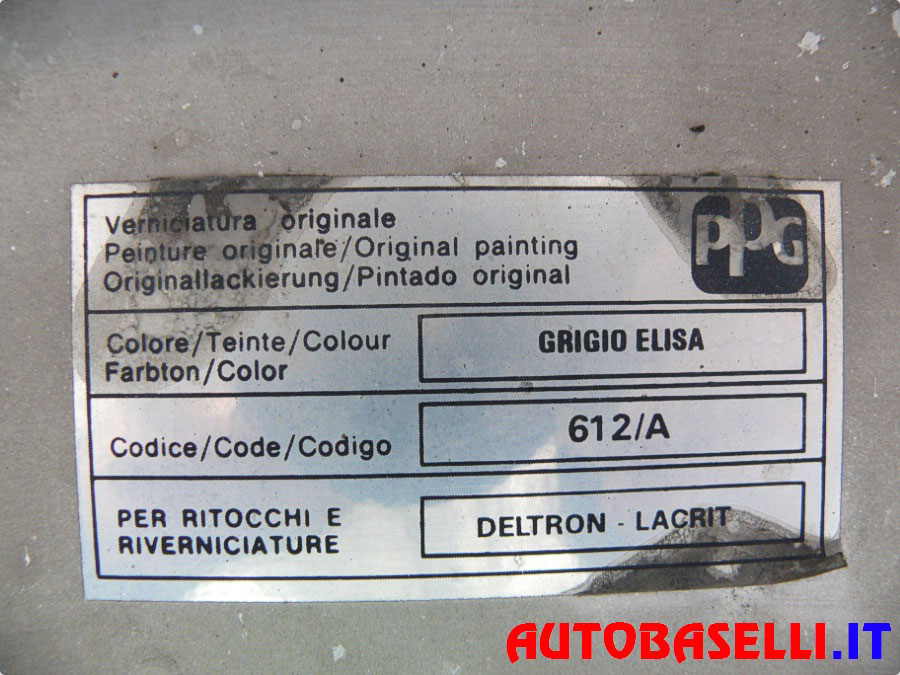 Verniciatura originale
Peinture originale/Original painting
Originallackierung/Pintado original
PPG
Colore/Teinte/Colour
Farbton/Color
GRIGIO ELISA
Codice/Code/Codigo
612/A
PER RITOCCHI E
RIVERNICIATURE
DELTRON - LACRIT
AUTOBASELLI.IT